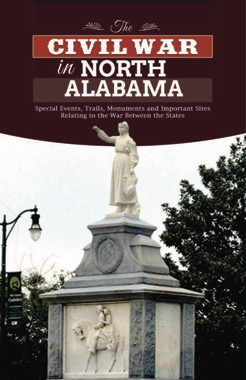 The
CIVIL WAR
in NORTH
ALABAMA
Special Events, Trails, Monuments and Important Sites
Relating to the War Between the States